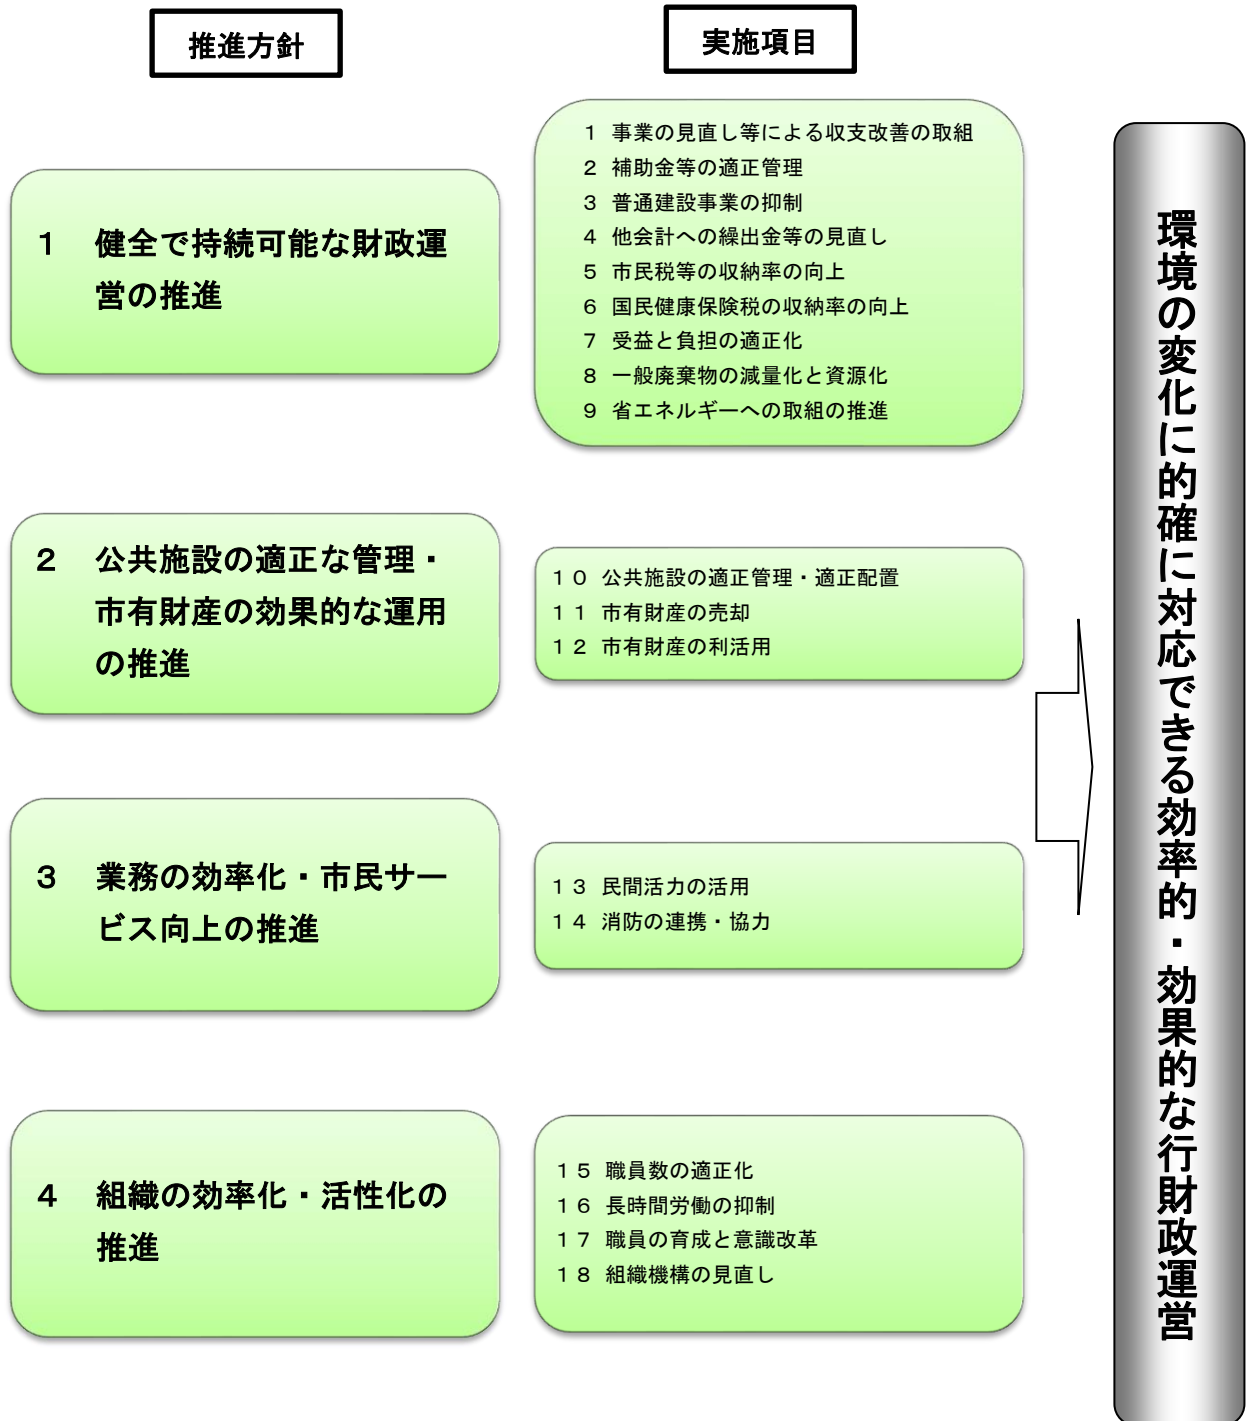 推進方針
実施項目
１　健全で持続可能な財政運
営の推進
１ 事業の見直し等による収支改善の取組
２ 補助金等の適正管理
３ 普通建設事業の抑制
４ 他会計への繰出金等の見直し
５ 市民税等の収納率の向上
６ 国民健康保険税の収納率の向上
７ 受益と負担の適正化
８ 一般廃棄物の減量化と資源化
９ 省エネルギーへの取組の推進
２　公共施設の適正な管理・
市有財産の効果的な運用
の推進
１０ 公共施設の適正管理・適正配置
１１ 市有財産の売却
１２ 市有財産の利活用
３　業務の効率化・市民サー
ビス向上の推進
１３ 民間活力の活用
１４ 消防の連携・協力
４　組織の効率化・活性化の
推進
１５ 職員数の適正化
１６ 長時間労働の抑制
１７ 職員の育成と意識改革
１８ 組織機構の見直し
環境の変化に的確に対応できる効率的・効果的な行財政運営